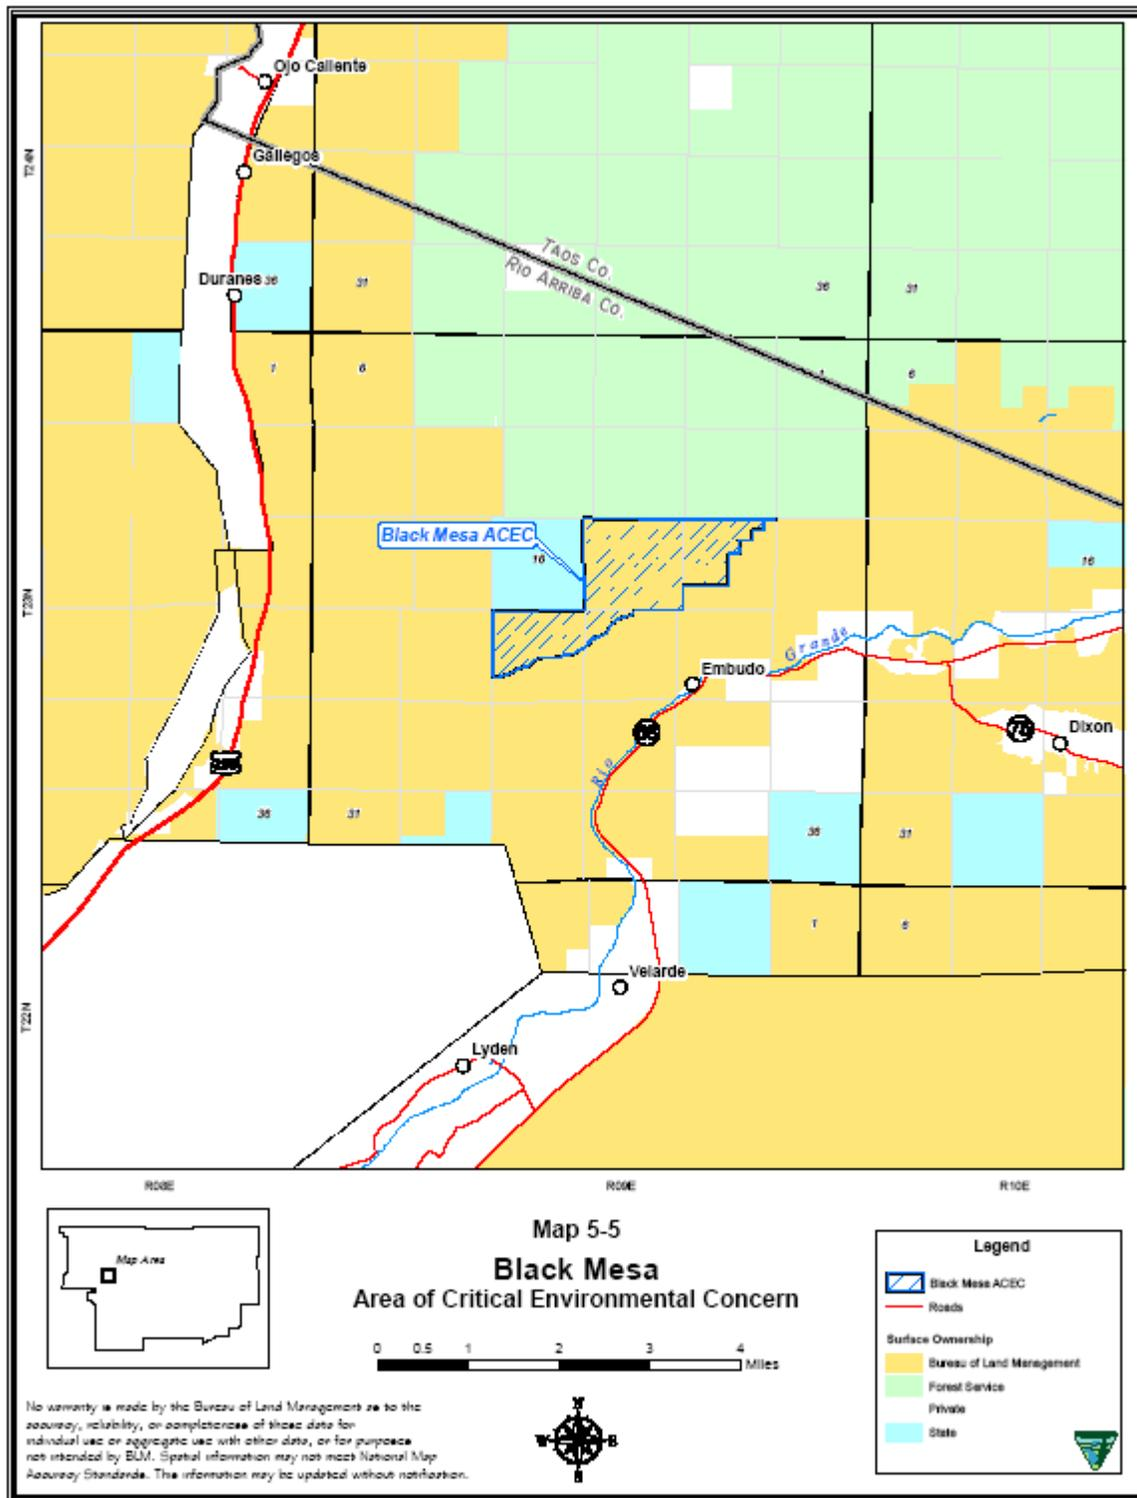 Ojo Caliente
T24N
Gallegos
TAOS CO.
RIO ARRIBA CO.
Duranes 36
31
36
31
1
6
1
6
Black Mesa ACEC
16
16
T23N
Grande
Embudo
Rio
Dixon
36
31
36
31
1
6
Velarde
T22N
Lyden
R08E
R09E
R10E
Map Area
Map 5-5
Black Mesa
Area of Critical Environmental Concern
0 0.5 1 2 3 4
Miles
Legend
Black Mesa ACEC
Roads
Surface Ownership
Bureau of Land Management
Forest Service
Private
State
No warranty is made by the Bureau of Land Management as to the
accuracy, reliability, or completeness of these data for
individual use or aggregate use with other data, or for purposes
not intended by BLM. Spatial information may not meet National Map
Accuracy Standards. This information may be updated without notification.
N
W E
S